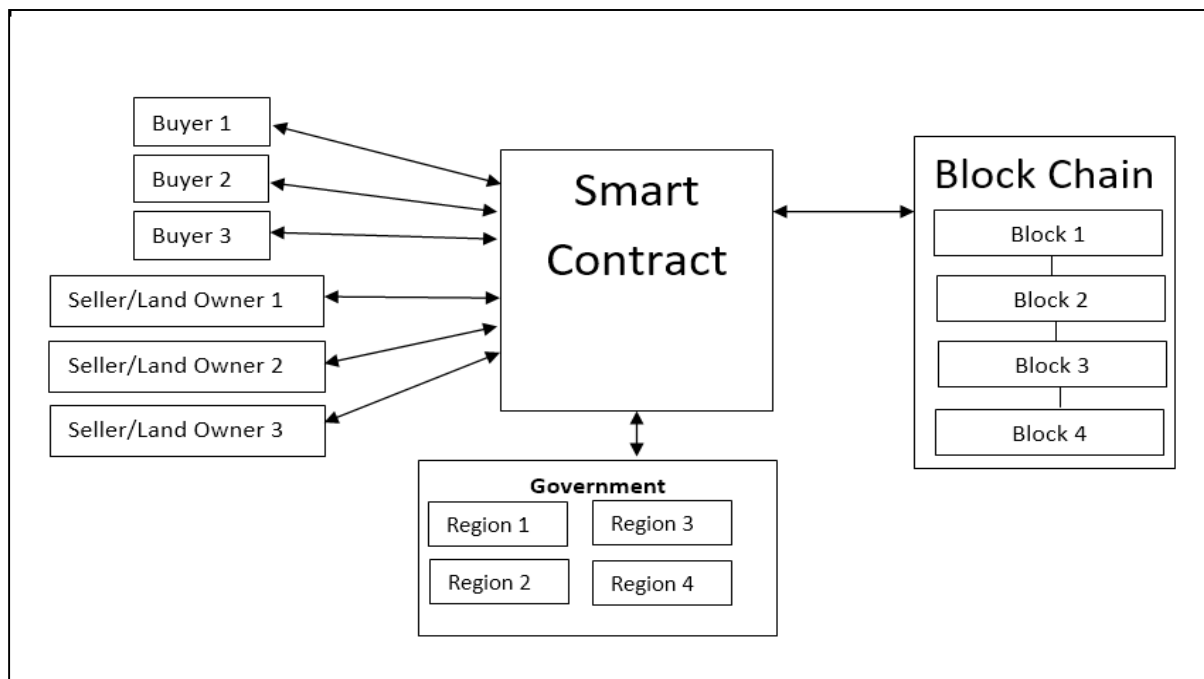 Buyer 1
Buyer 2
Buyer 3
Seller/Land Owner 1
Seller/Land Owner 2
Seller/Land Owner 3
Smart
Contract
Government
Region 1
Region 2
Region 3
Region 4
Block Chain
Block 1
Block 2
Block 3
Block 4